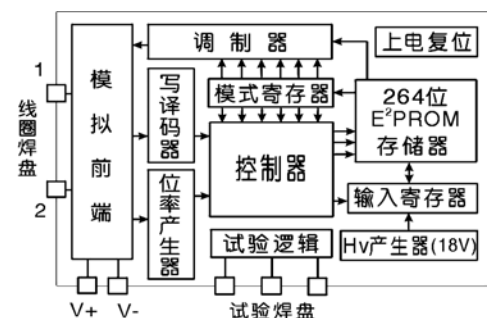 调制器
上电复位
1
线圈焊盘
2
模拟前端
写译码器
模式寄存器
264位
E²PROM
存储器
控制器
位率产生器
输入寄存器
试验逻辑
Hv产生器(18V)
V+
V-
试验焊盘